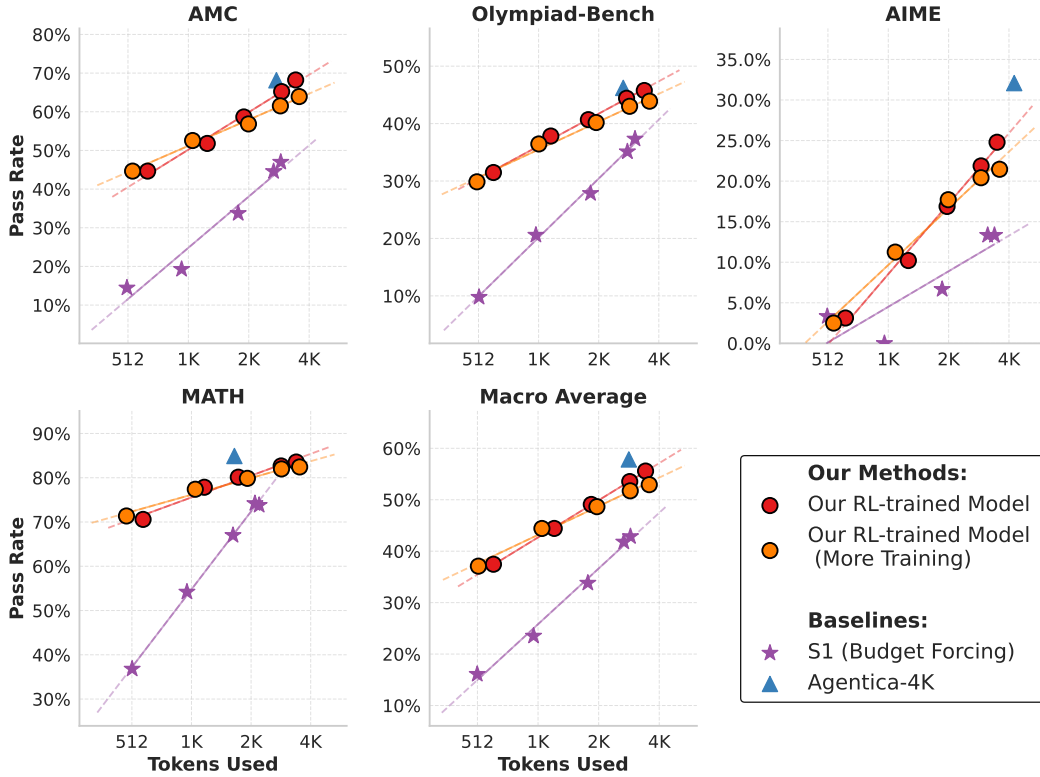 AMC
Olympiad-Bench
AIME
80%
70%
60%
50%
40%
30%
20%
10%
Pass Rate
512
1K
2K
4K
50%
40%
30%
20%
10%
512
1K
2K
4K
35.0%
30.0%
25.0%
20.0%
15.0%
10.0%
5.0%
0.0%
512
1K
2K
4K
MATH
Macro Average
90%
80%
70%
60%
50%
40%
30%
Pass Rate
512
1K
2K
4K
Tokens Used
60%
50%
40%
30%
20%
10%
512
1K
2K
4K
Tokens Used
Our Methods:
Our RL-trained Model
Our RL-trained Model
(More Training)
Baselines:
S1 (Budget Forcing)
Agentica-4K